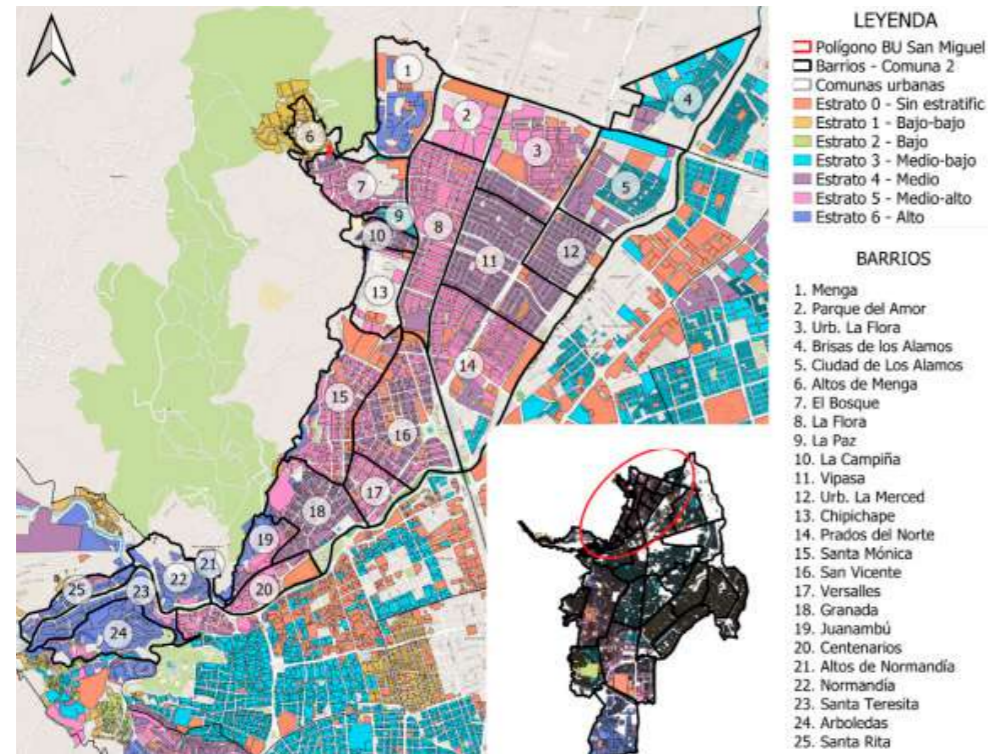 LEYENDA
Polígono BU San Miguel
Barrios - Comuna 2
Comunas urbanas
Estrato 0 - Sin estratific
Estrato 1 - Bajo-bajo
Estrato 2 - Bajo
Estrato 3 - Medio-bajo
Estrato 4 - Medio
Estrato 5 - Medio-alto
Estrato 6 - Alto
BARRIOS
1. Menga
2. Parque del Amor
3. Urb. La Flora
4. Brisas de los Alamos
5. Ciudad de Los Alamos
6. Altos de Menga
7. El Bosque
8. La Flora
9. La Paz
10. La Campiña
11. Vipasa
12. Urb. La Merced
13. Chipichape
14. Prados del Norte
15. Santa Mónica
16. San Vicente
17. Versalles
18. Granada
19. Juanambú
20. Centenarios
21. Altos de Normandía
22. Normandía
23. Santa Teresita
24. Arboledas
25. Santa Rita
1
2
4
6
3
7
5
9
8
10
12
11
13
14
15
16
17
18
19
21
22
20
25
23
24